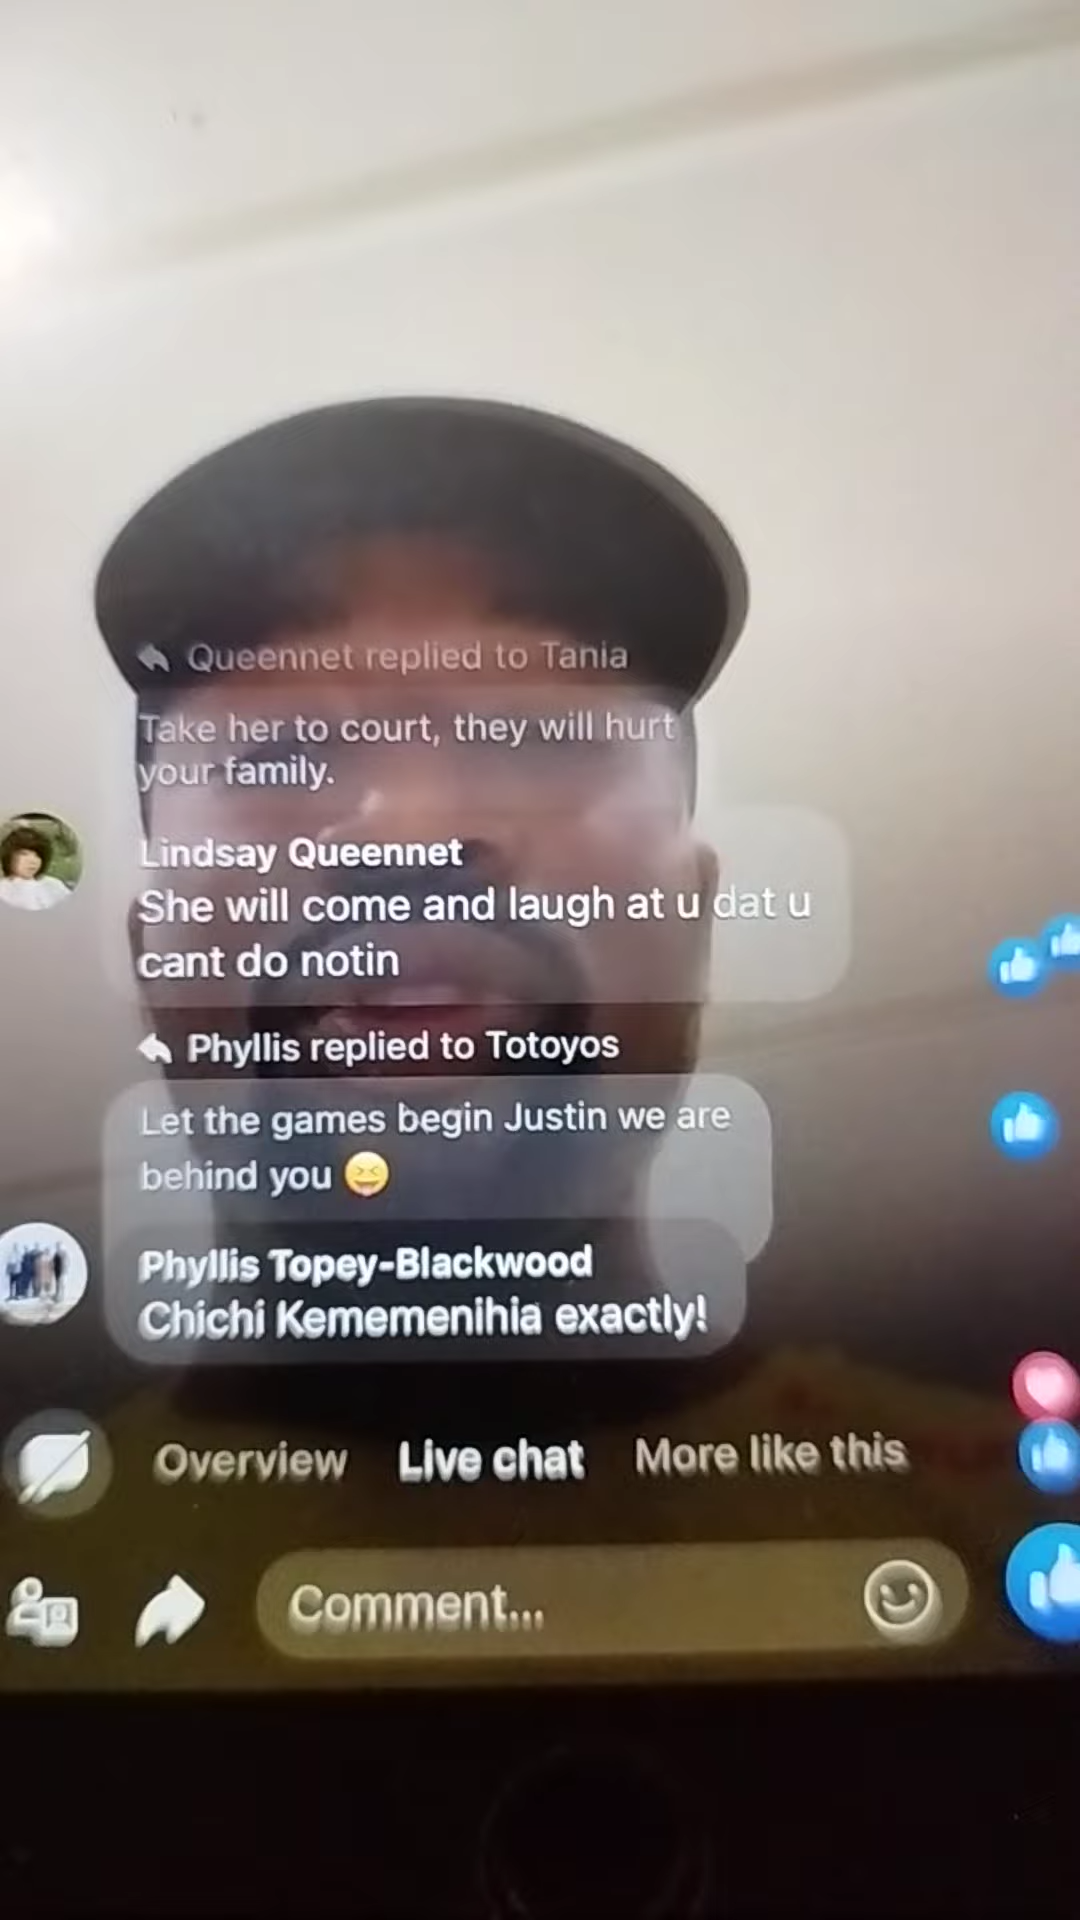 Queennet replied to Tania
Take her to court, they will hurt
your family.
Lindsay Queennet
She will come and laugh at u dat u
cant do notin
Phyllis replied to Totoyos
Let the games begin Justin we are
behind you 😝
Phyllis Topey-Blackwood
Chichi Kememenihia exactly!
Overview Live chat More like this
Comment...